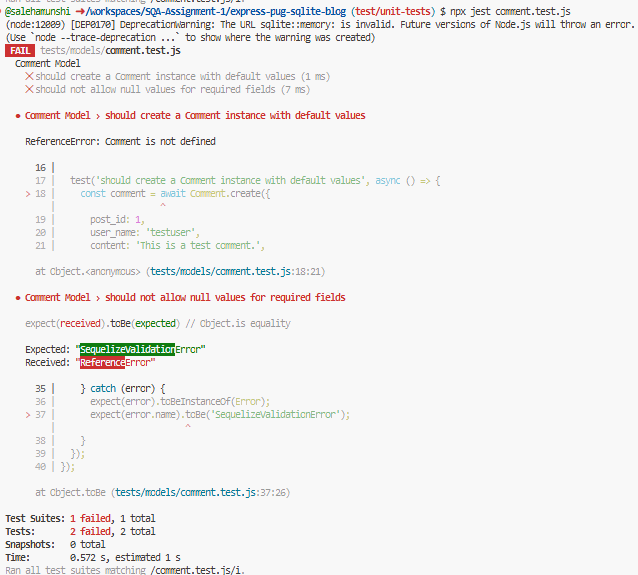 Ran all test suites matching /comment.test.js/i.
@salehamunshi ➜/workspaces/SQA-Assignment-1/express-pug-sqlite-blog (test/unit-tests) $ npx jest comment.test.js
(node:12009) [DEP0170] DeprecationWarning: The URL sqlite::memory: is invalid. Future versions of Node.js will throw an error.
(Use `node --trace-deprecation ...` to show where the warning was created)
FAIL tests/models/comment.test.js
Comment Model
✕ should create a Comment instance with default values (1 ms)
✕ should not allow null values for required fields (7 ms)
● Comment Model › should create a Comment instance with default values
ReferenceError: Comment is not defined
16 |
17 | test('should create a Comment instance with default values', async () => {
> 18 | const comment = await Comment.create({
| ^
19 | post_id: 1,
20 | user_name: 'testuser',
21 | content: 'This is a test comment.',
at Object.<anonymous> (tests/models/comment.test.js:18:21)
● Comment Model › should not allow null values for required fields
expect(received).toBe(expected) // Object.is equality
Expected: "SequelizeValidationError"
Received: "ReferenceError"
35 | } catch (error) {
36 | expect(error).toBeInstanceOf(Error);
> 37 | expect(error.name).toBe('SequelizeValidationError');
| ^
38 | }
39 | });
40 | });
at Object.toBe (tests/models/comment.test.js:37:26)
Test Suites: 1 failed, 1 total
Tests: 2 failed, 2 total
Snapshots: 0 total
Time: 0.572 s, estimated 1 s
Ran all test suites matching /comment.test.js/i.